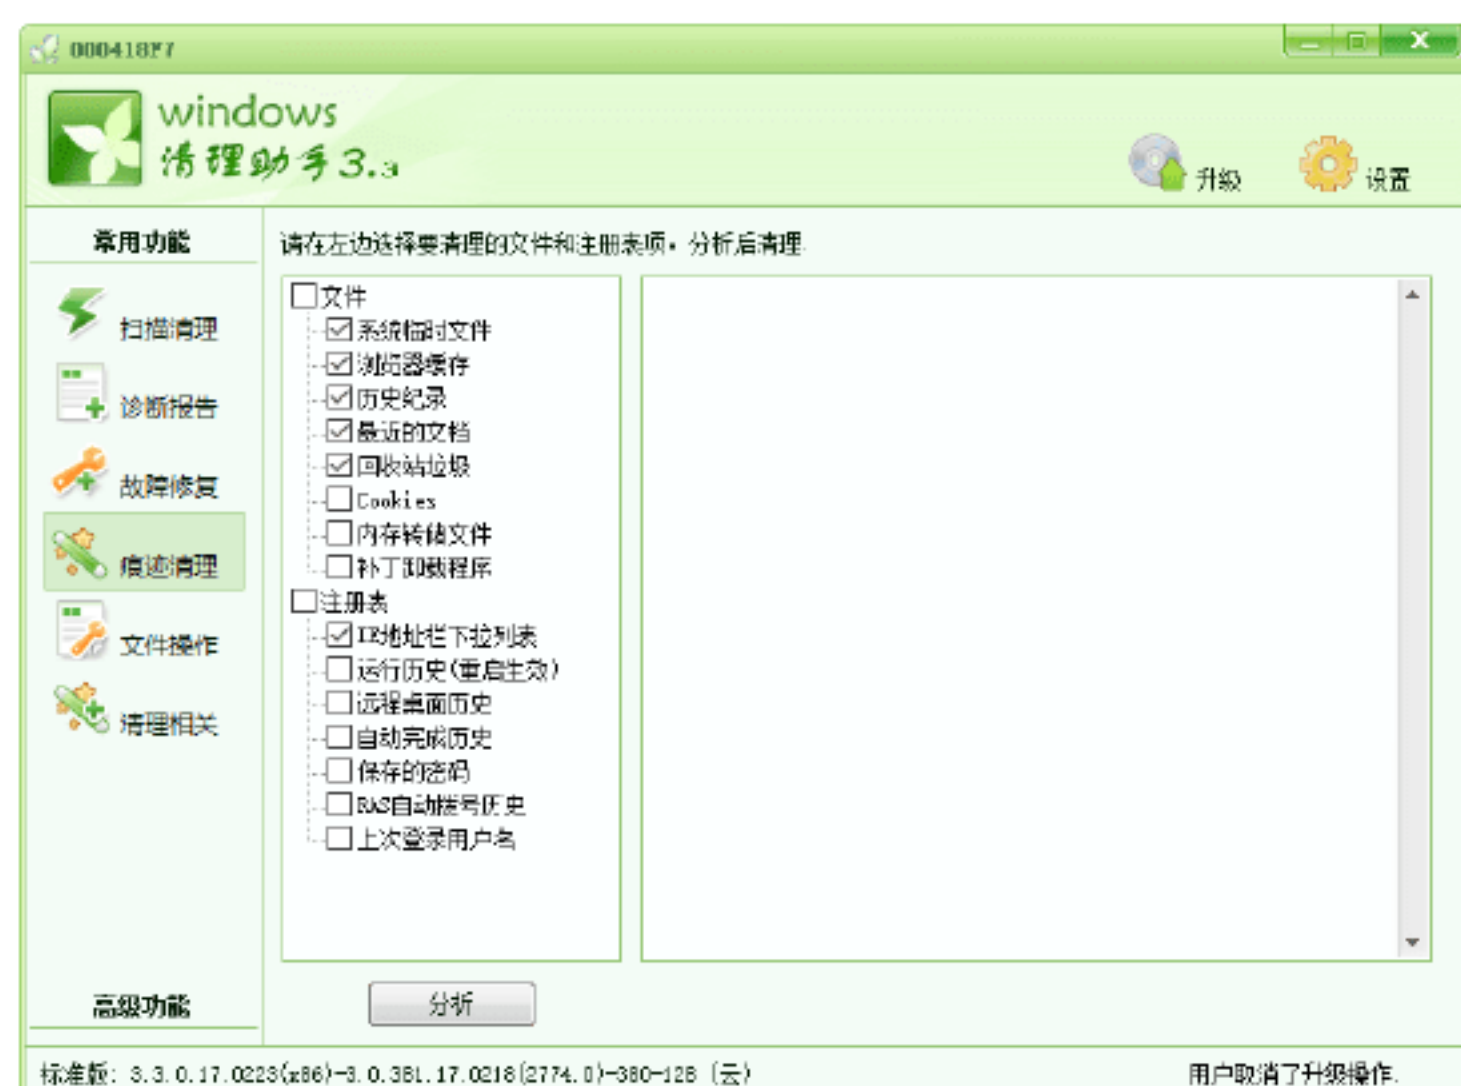 000418F7
windows
清理助手3.3
升级
设置
常用功能
请在左边选择要清理的文件和注册表项，分析后清理.
扫描清理
诊断报告
故障修复
痕迹清理
文件操作
清理相关
文件
系统临时文件
浏览器缓存
历史纪录
最近的文档
回收站垃圾
Cookies
内存转储文件
补丁卸载程序
注册表
IE地址栏下拉列表
运行历史(重启生效)
远程桌面历史
自动完成历史
保存的密码
RAS自动拨号历史
上次登录用户名
高级功能
分析
标准版: 3.3.0.17.0223(x86)-3.0.381.17.0218(2774.0)-380-128 (云)
用户取消了升级操作.